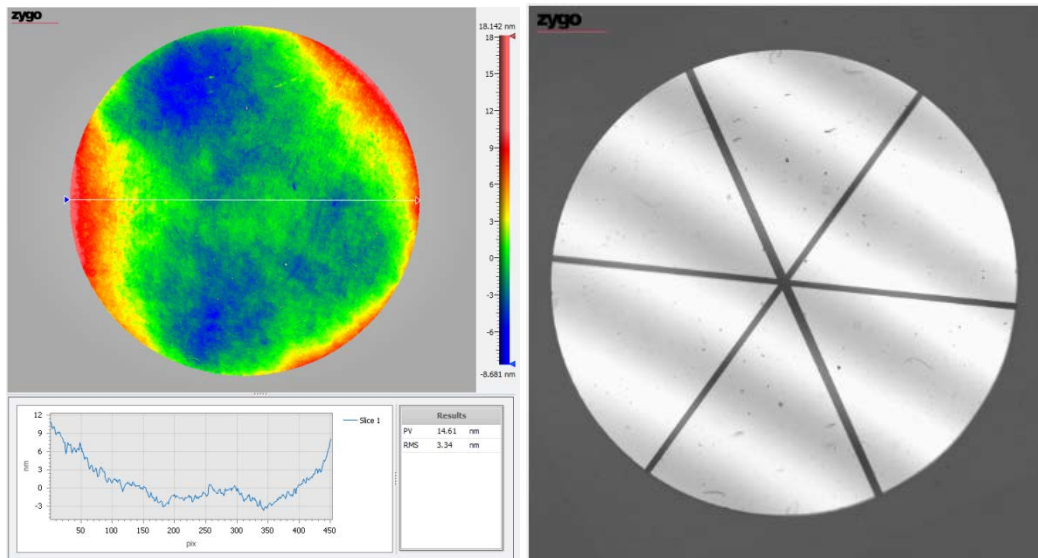 zygo
18.142 nm
18
15
12
9
6
3
0
-3
-6
-8.681 nm
zygo
12
9
6
3
0
-3
nm
50 100 150 200 250 300 350 400 450
pix
Slice 1
Results
PV 14.61 nm
RMS 3.34 nm